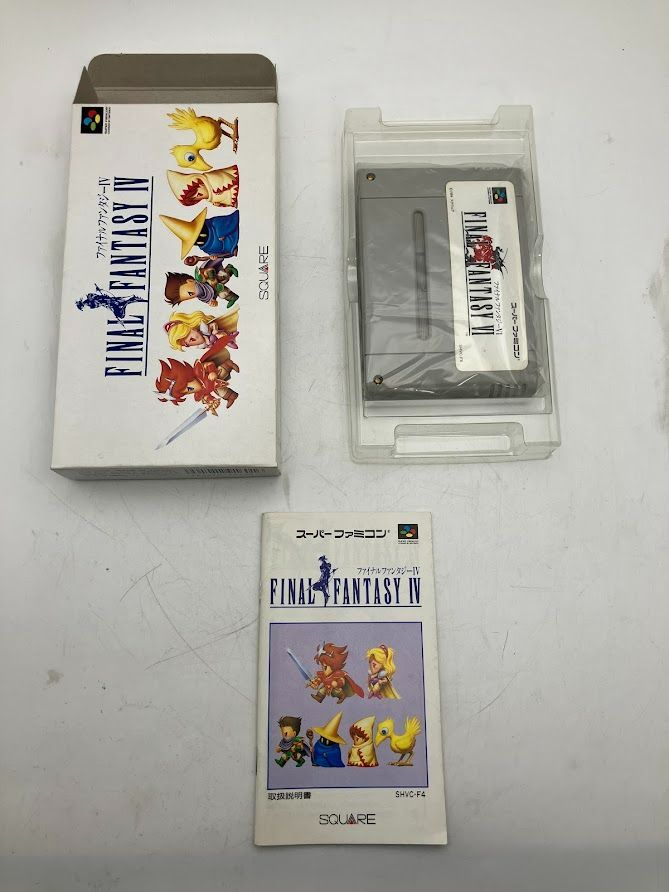 ファイナルファンタジーIV
FINAL FANTASY IV
SQUARE
スーパーファミコン
FINAL FANTASY VI
ファイナルファンタジーVI
スーパーファミコン
ファイナルファンタジーIV
FINAL FANTASY IV
取扱説明書
SHVC-F4
SQUARE